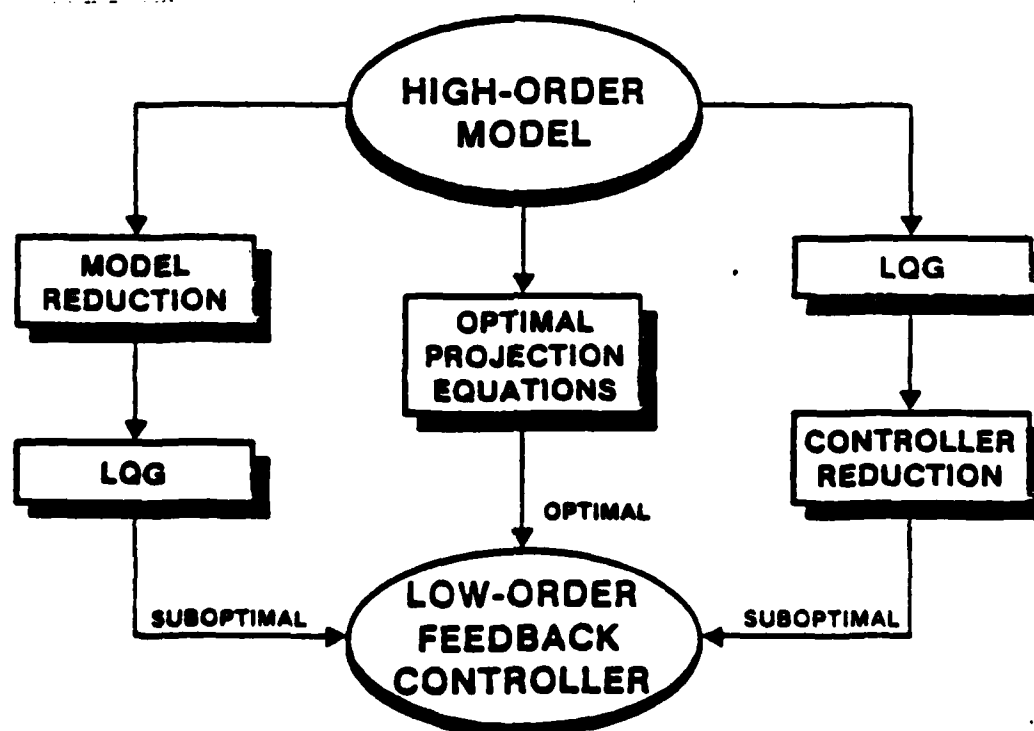 HIGH-ORDER
MODEL
MODEL
REDUCTION
LQG
OPTIMAL
PROJECTION
EQUATIONS
LQG
CONTROLLER
REDUCTION
OPTIMAL
SUBOPTIMAL
SUBOPTIMAL
LOW-ORDER
FEEDBACK
CONTROLLER